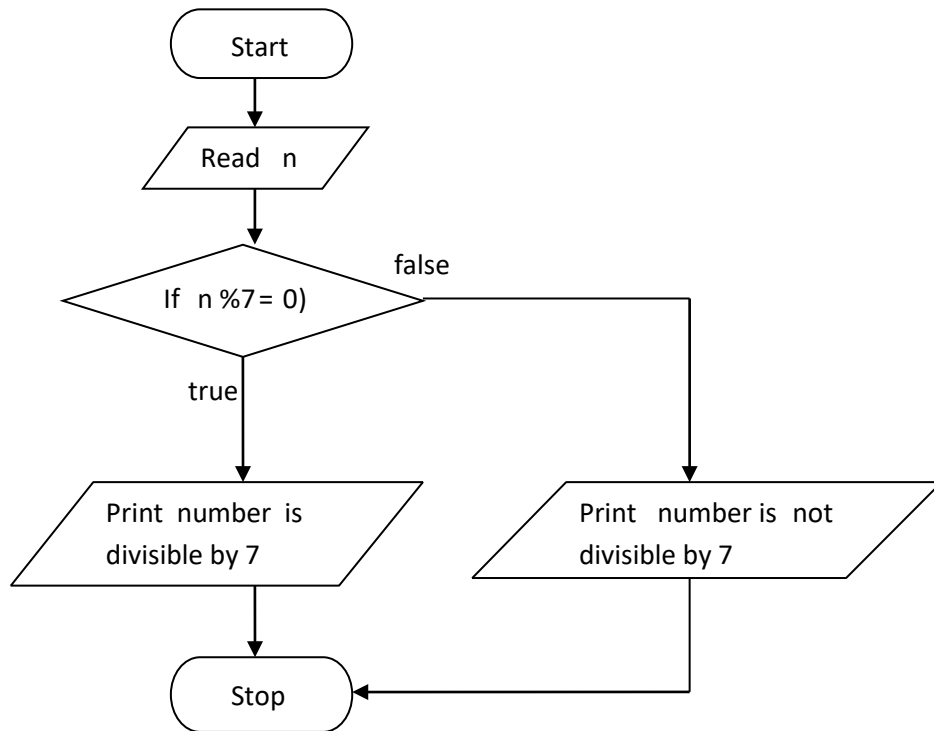 Start
Read n
false
If n %7= 0)
true
Print number is
divisible by 7
Print number is not
divisible by 7
Stop